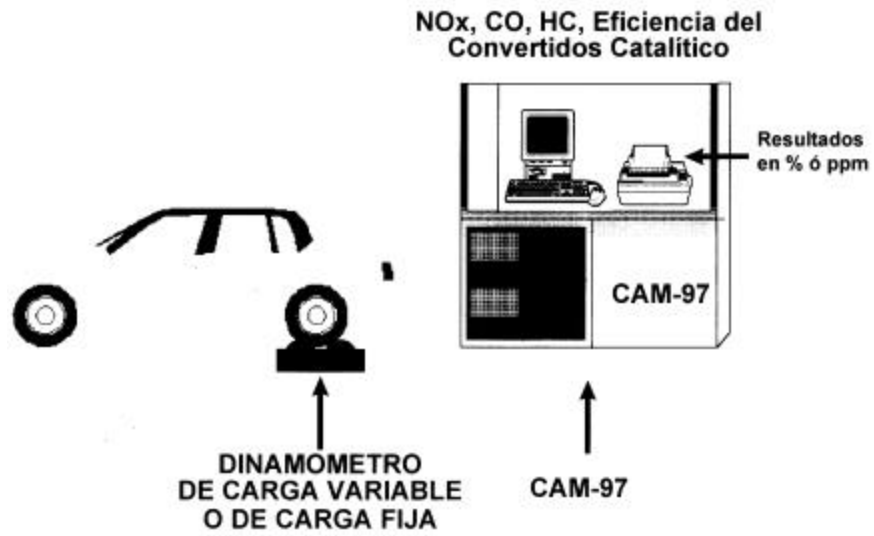 NOx, CO, HC, Eficiencia del
Convertidos Catalítico
Resultados
en % ó ppm
CAM-97
DINAMOMETRO
DE CARGA VARIABLE
O DE CARGA FIJA
CAM-97